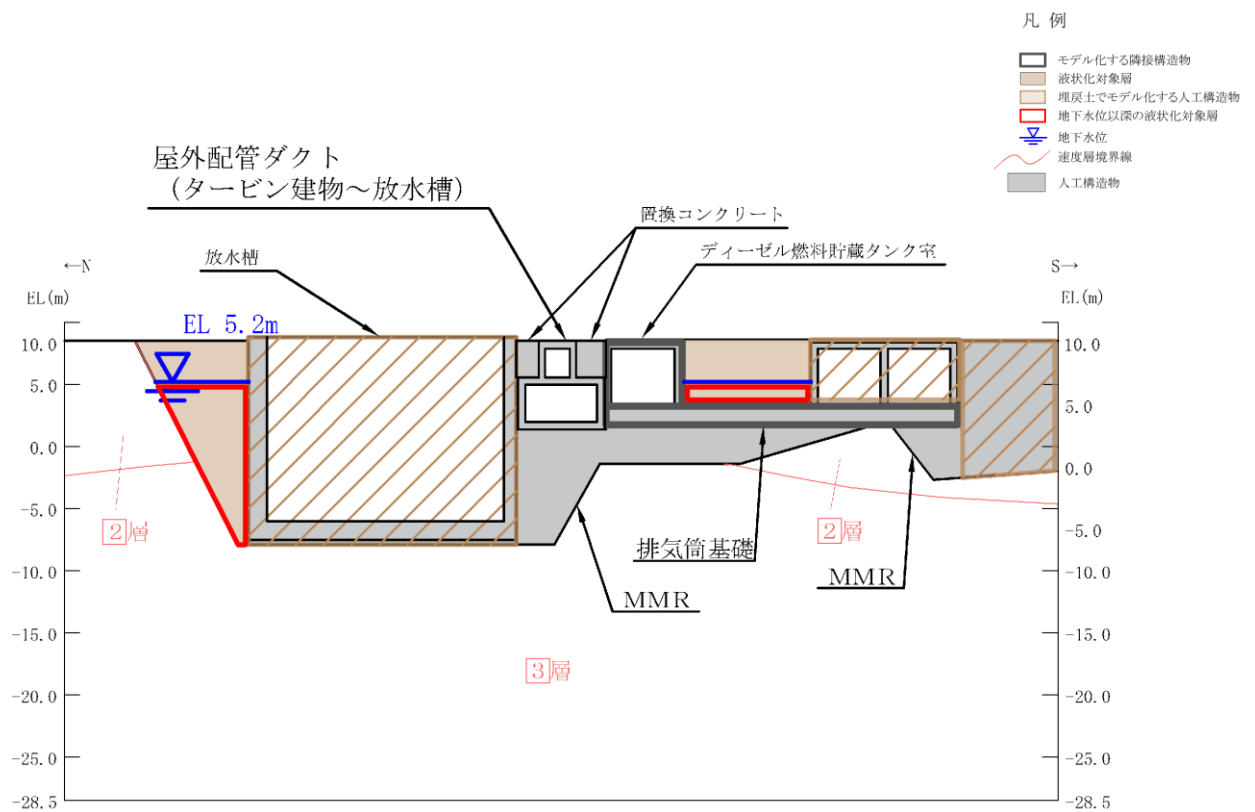 凡 例
モデル化する隣接構造物
液状化対象層
埋戻土でモデル化する人工構造物
地下水位以深の液状化対象層
地下水位
速度層境界線
人工構造物
屋外配管ダクト
(タービン建物～放水槽)
置換コンクリート
放水槽
ディーゼル燃料貯蔵タンク室
←N
S→
EL(m)
EL(m)
EL 5.2m
10.0
5.0
0.0
-5.0
-10.0
-15.0
-20.0
-25.0
-28.5
10.0
5.0
0.0
-5.0
-10.0
-15.0
-20.0
-25.0
-28.5
2層
2層
排気筒基礎
MMR
MMR
3層